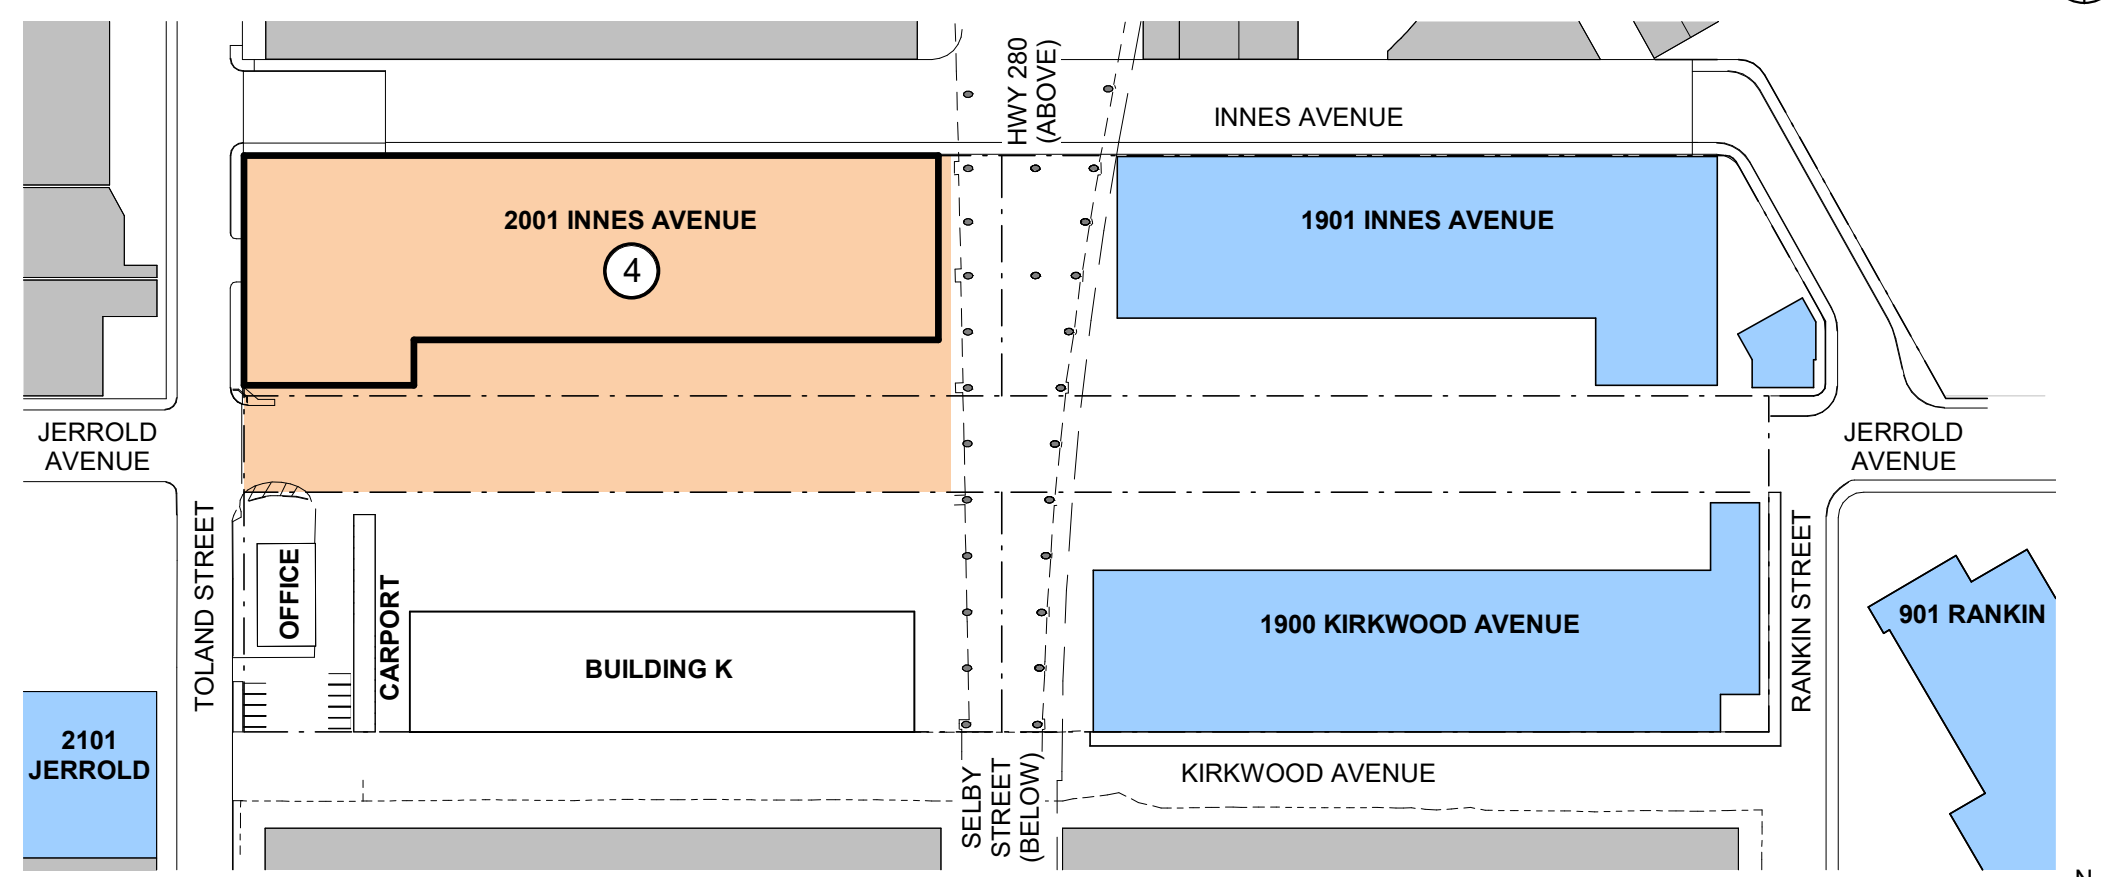 HWY 280
(ABOVE)
INNES AVENUE
2001 INNES AVENUE
4
1901 INNES AVENUE
JERROLD
AVENUE
JERROLD
AVENUE
TOLAND STREET
OFFICE
CARPORT
BUILDING K
1900 KIRKWOOD AVENUE
RANKIN STREET
901 RANKIN
2101
JERROLD
SELBY
STREET
(BELOW)
KIRKWOOD AVENUE
N